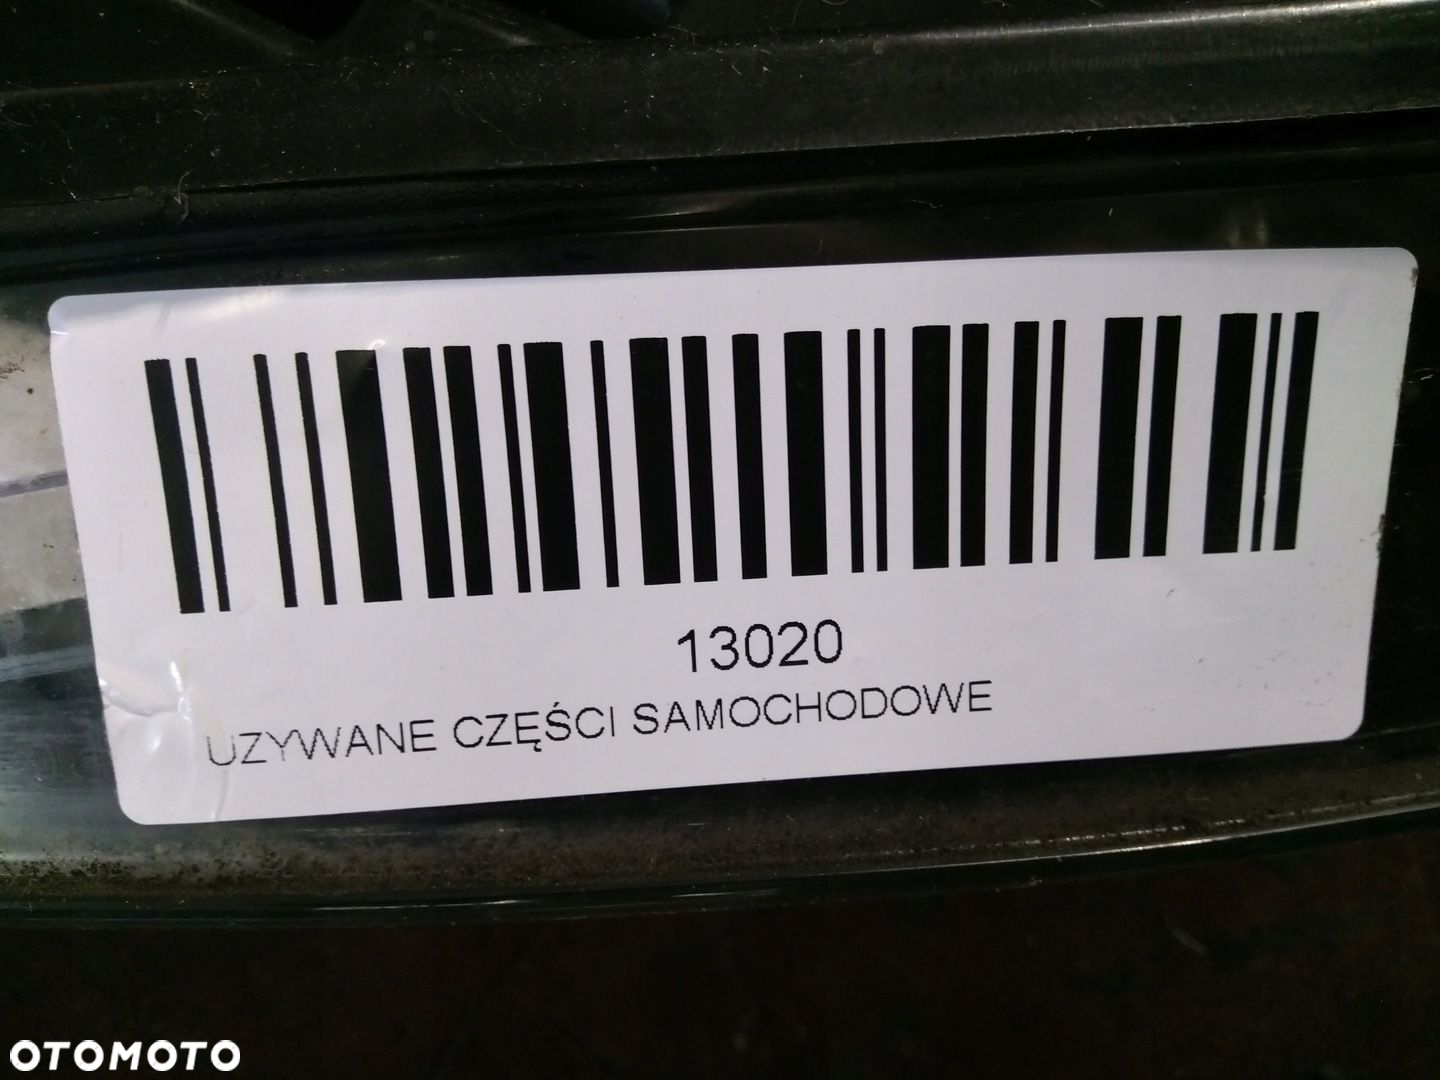 13020
UZYWANE CZĘŚCI SAMOCHODOWE
OTOMOTO